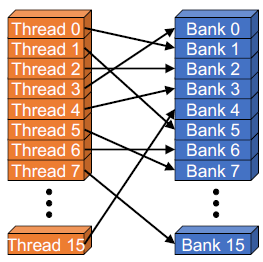 Thread 0
Thread 1
Thread 2
Thread 3
Thread 4
Thread 5
Thread 6
Thread 7
Thread 15
Bank 0
Bank 1
Bank 2
Bank 3
Bank 4
Bank 5
Bank 6
Bank 7
Bank 15